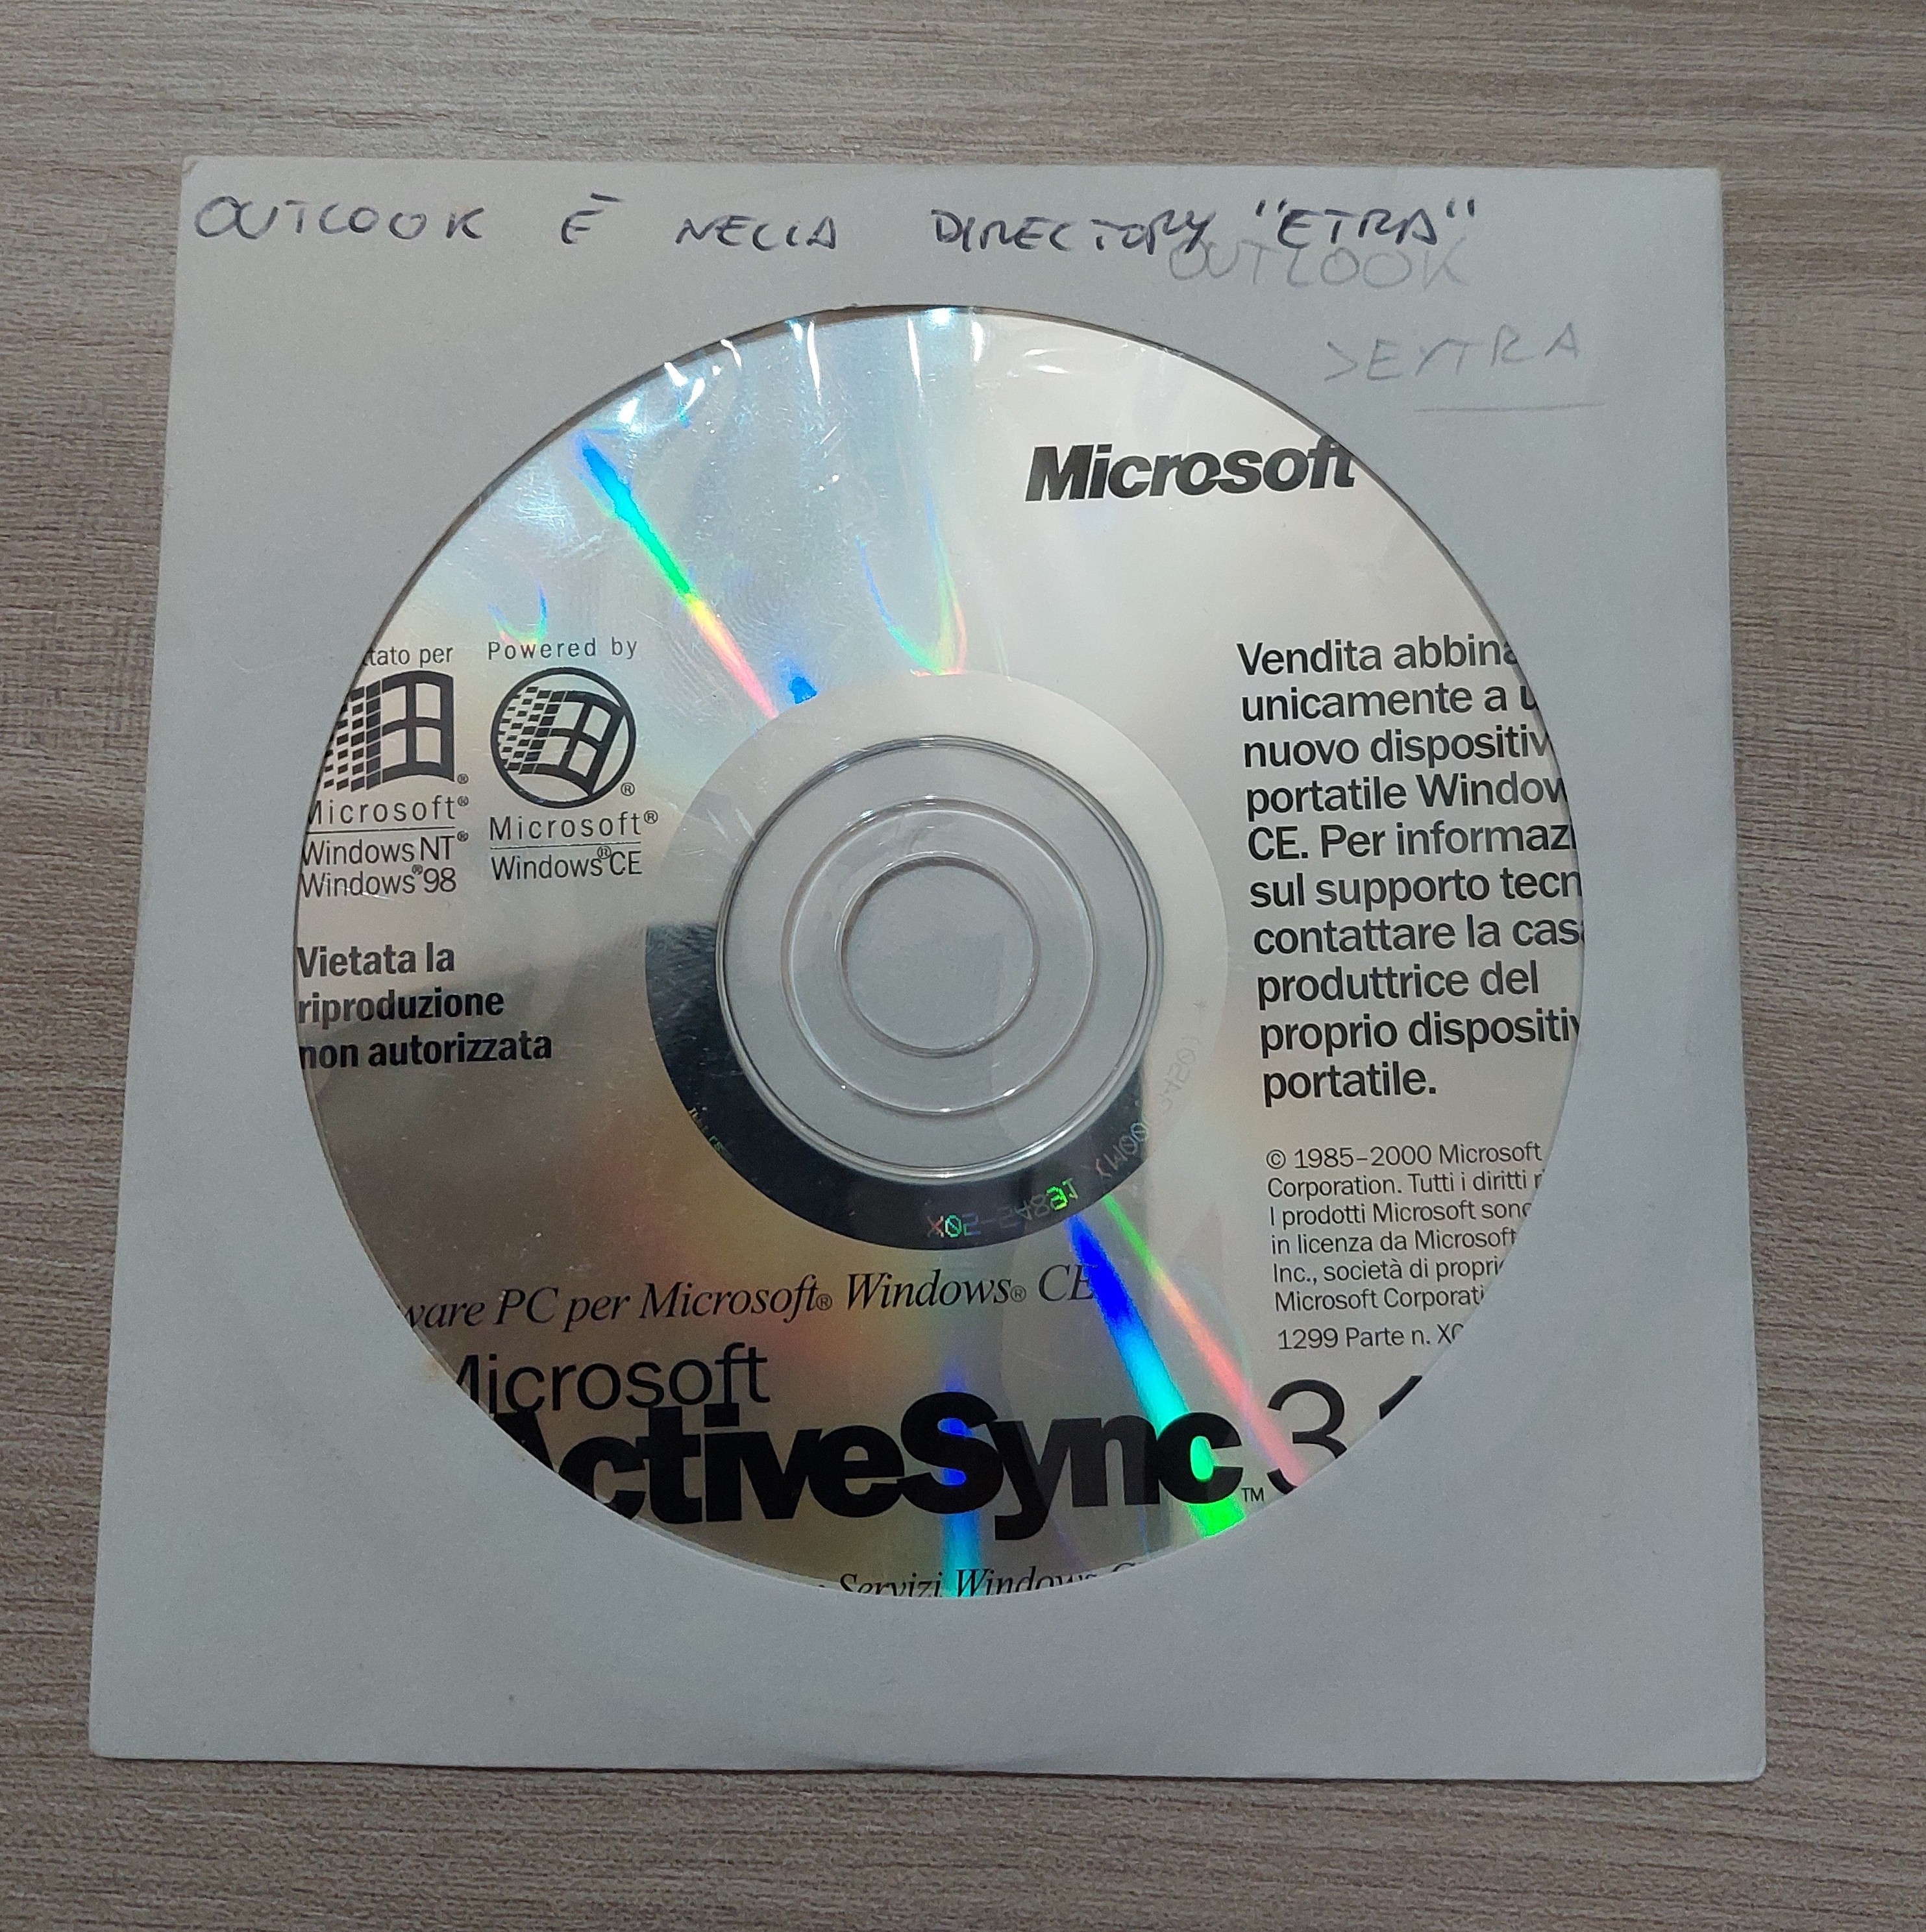 OUTLOOK È NELLA DIRECTORY "ETRA"
OUTLOOK
>EXTRA
Microsoft
tato per
Microsoft®
Windows NT®
Windows®98
Powered by
Microsoft®
Windows®CE
Vietata la
riproduzione
non autorizzata
Vendita abbina
unicamente a u
nuovo dispositiv
portatile Window
CE. Per informazi
sul supporto tecn
contattare la cas
produttrice del
proprio dispositiv
portatile.
© 1985–2000 Microsoft
Corporation. Tutti i diritti r
I prodotti Microsoft sono
in licenza da Microsoft
Inc., società di propri
Microsoft Corporati
1299 Parte n. X0
ware PC per Microsoft® Windows® CE
Microsoft
ActiveSync™ 3
Servizi Windows